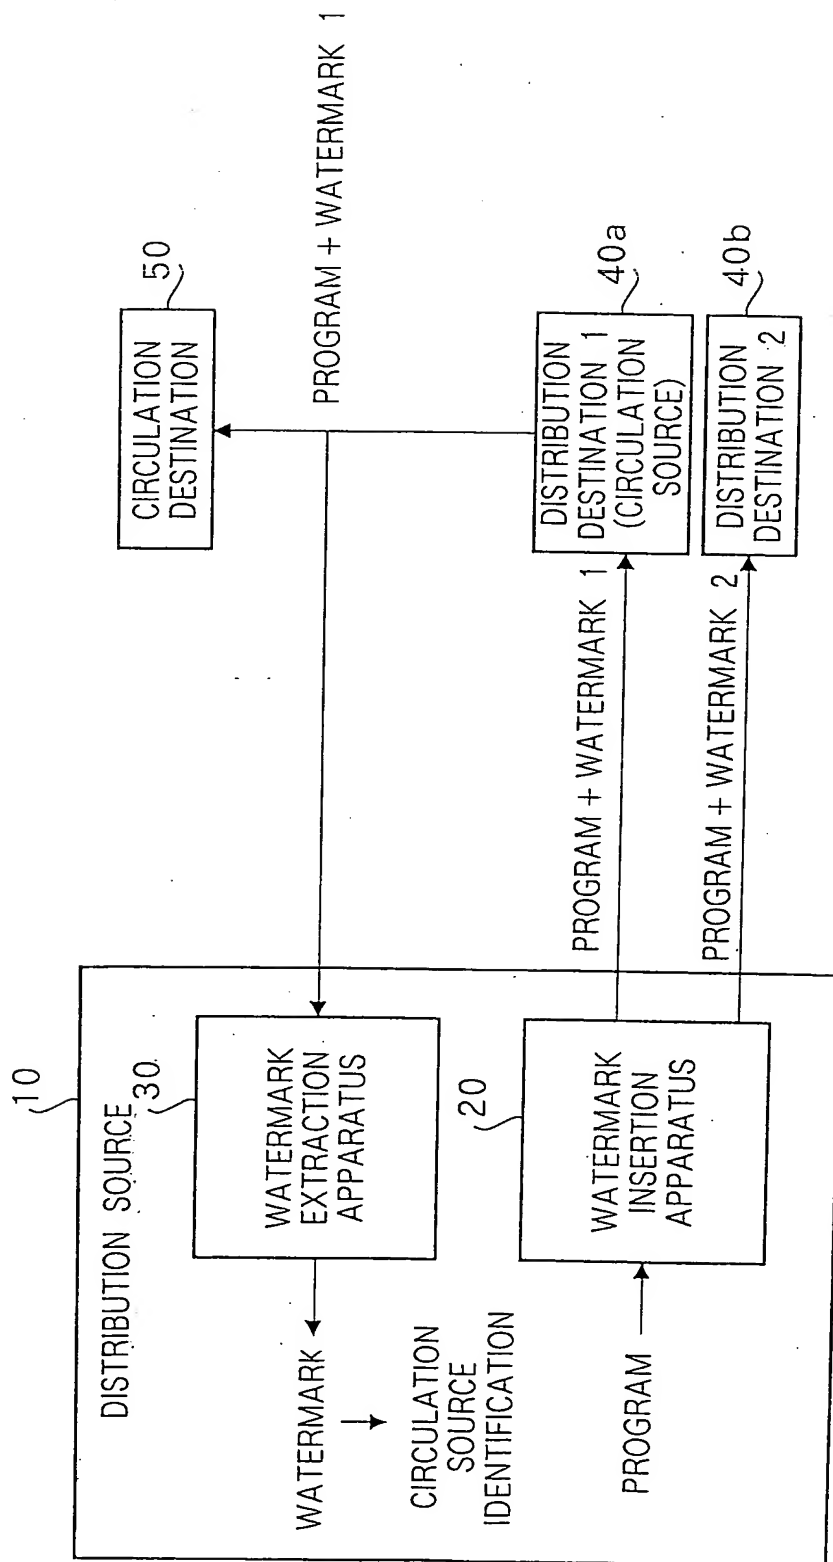 10
DISTRIBUTION SOURCE
30
WATERMARK
EXTRACTION
APPARATUS
WATERMARK
CIRCULATION
SOURCE
IDENTIFICATION
20
WATERMARK
INSERTION
APPARATUS
PROGRAM
PROGRAM + WATERMARK 1
PROGRAM + WATERMARK 2
50
CIRCULATION
DESTINATION
PROGRAM + WATERMARK 1
40a
DISTRIBUTION
DESTINATION 1
(CIRCULATION
SOURCE)
40b
DISTRIBUTION
DESTINATION 2